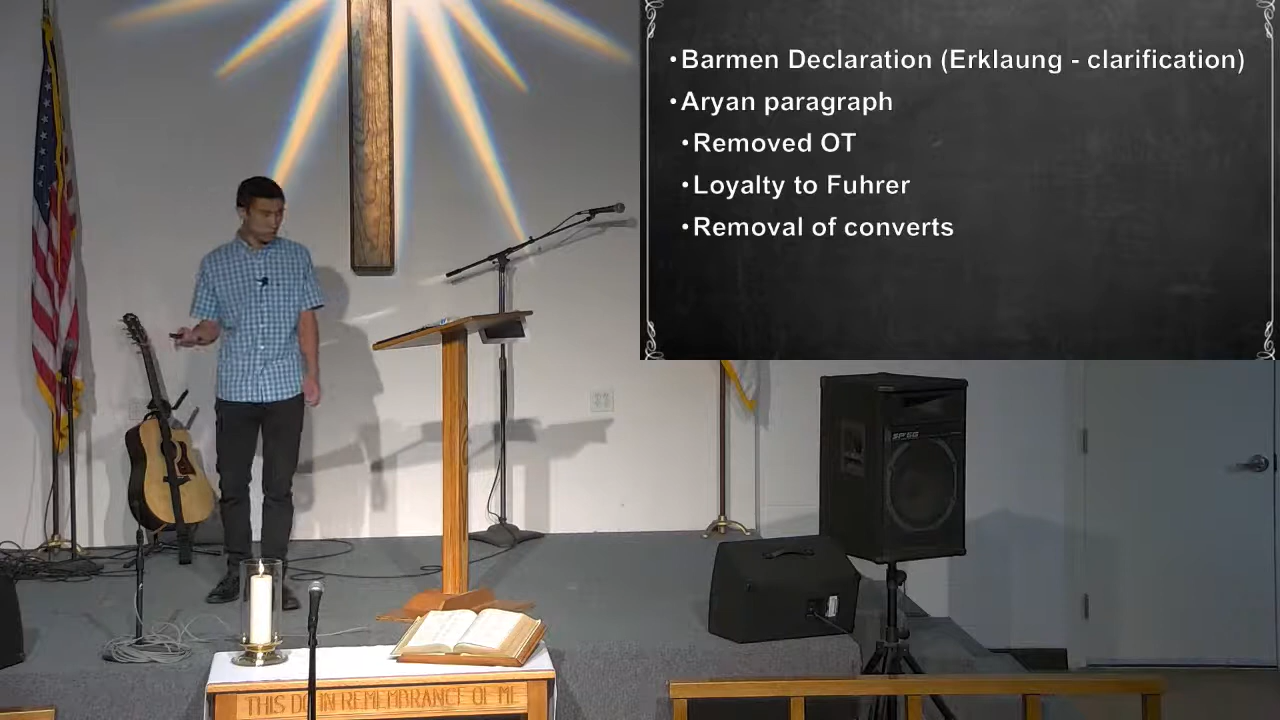 •Barmen Declaration (Erklaung - clarification)
•Aryan paragraph
•Removed OT
•Loyalty to Fuhrer
•Removal of converts
THIS DO IN REMEMBRANCE OF ME